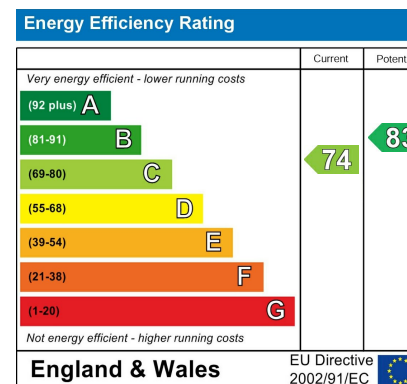 Energy Efficiency Rating
Current Potent
Very energy efficient - lower running costs
(92 plus) A
(81-91) B
83
(69-80) C
74
(55-68) D
(39-54) E
(21-38) F
(1-20) G
Not energy efficient - higher running costs
England & Wales
EU Directive
2002/91/EC